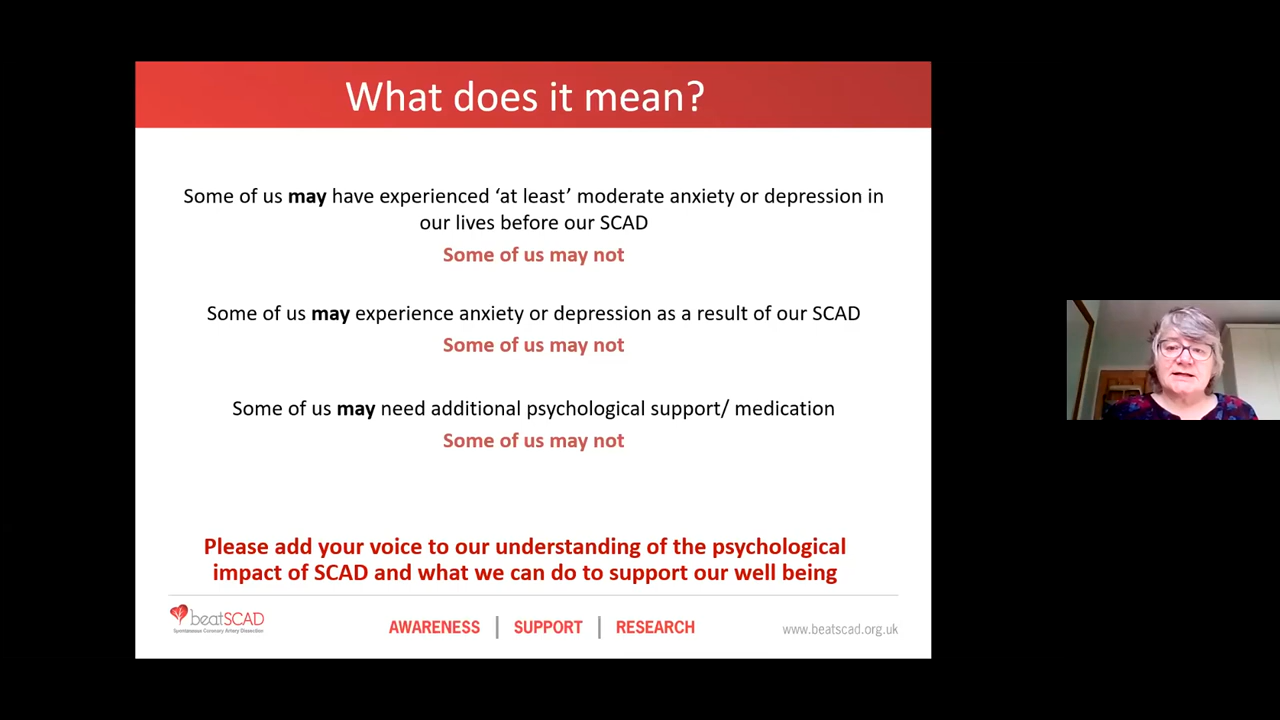 What does it mean?
Some of us may have experienced ‘at least’ moderate anxiety or depression in
our lives before our SCAD
Some of us may not
Some of us may experience anxiety or depression as a result of our SCAD
Some of us may not
Some of us may need additional psychological support/ medication
Some of us may not
Please add your voice to our understanding of the psychological
impact of SCAD and what we can do to support our well being
beatSCAD
Spontaneous Coronary Artery Dissection
AWARENESS | SUPPORT | RESEARCH
www.beatscad.org.uk